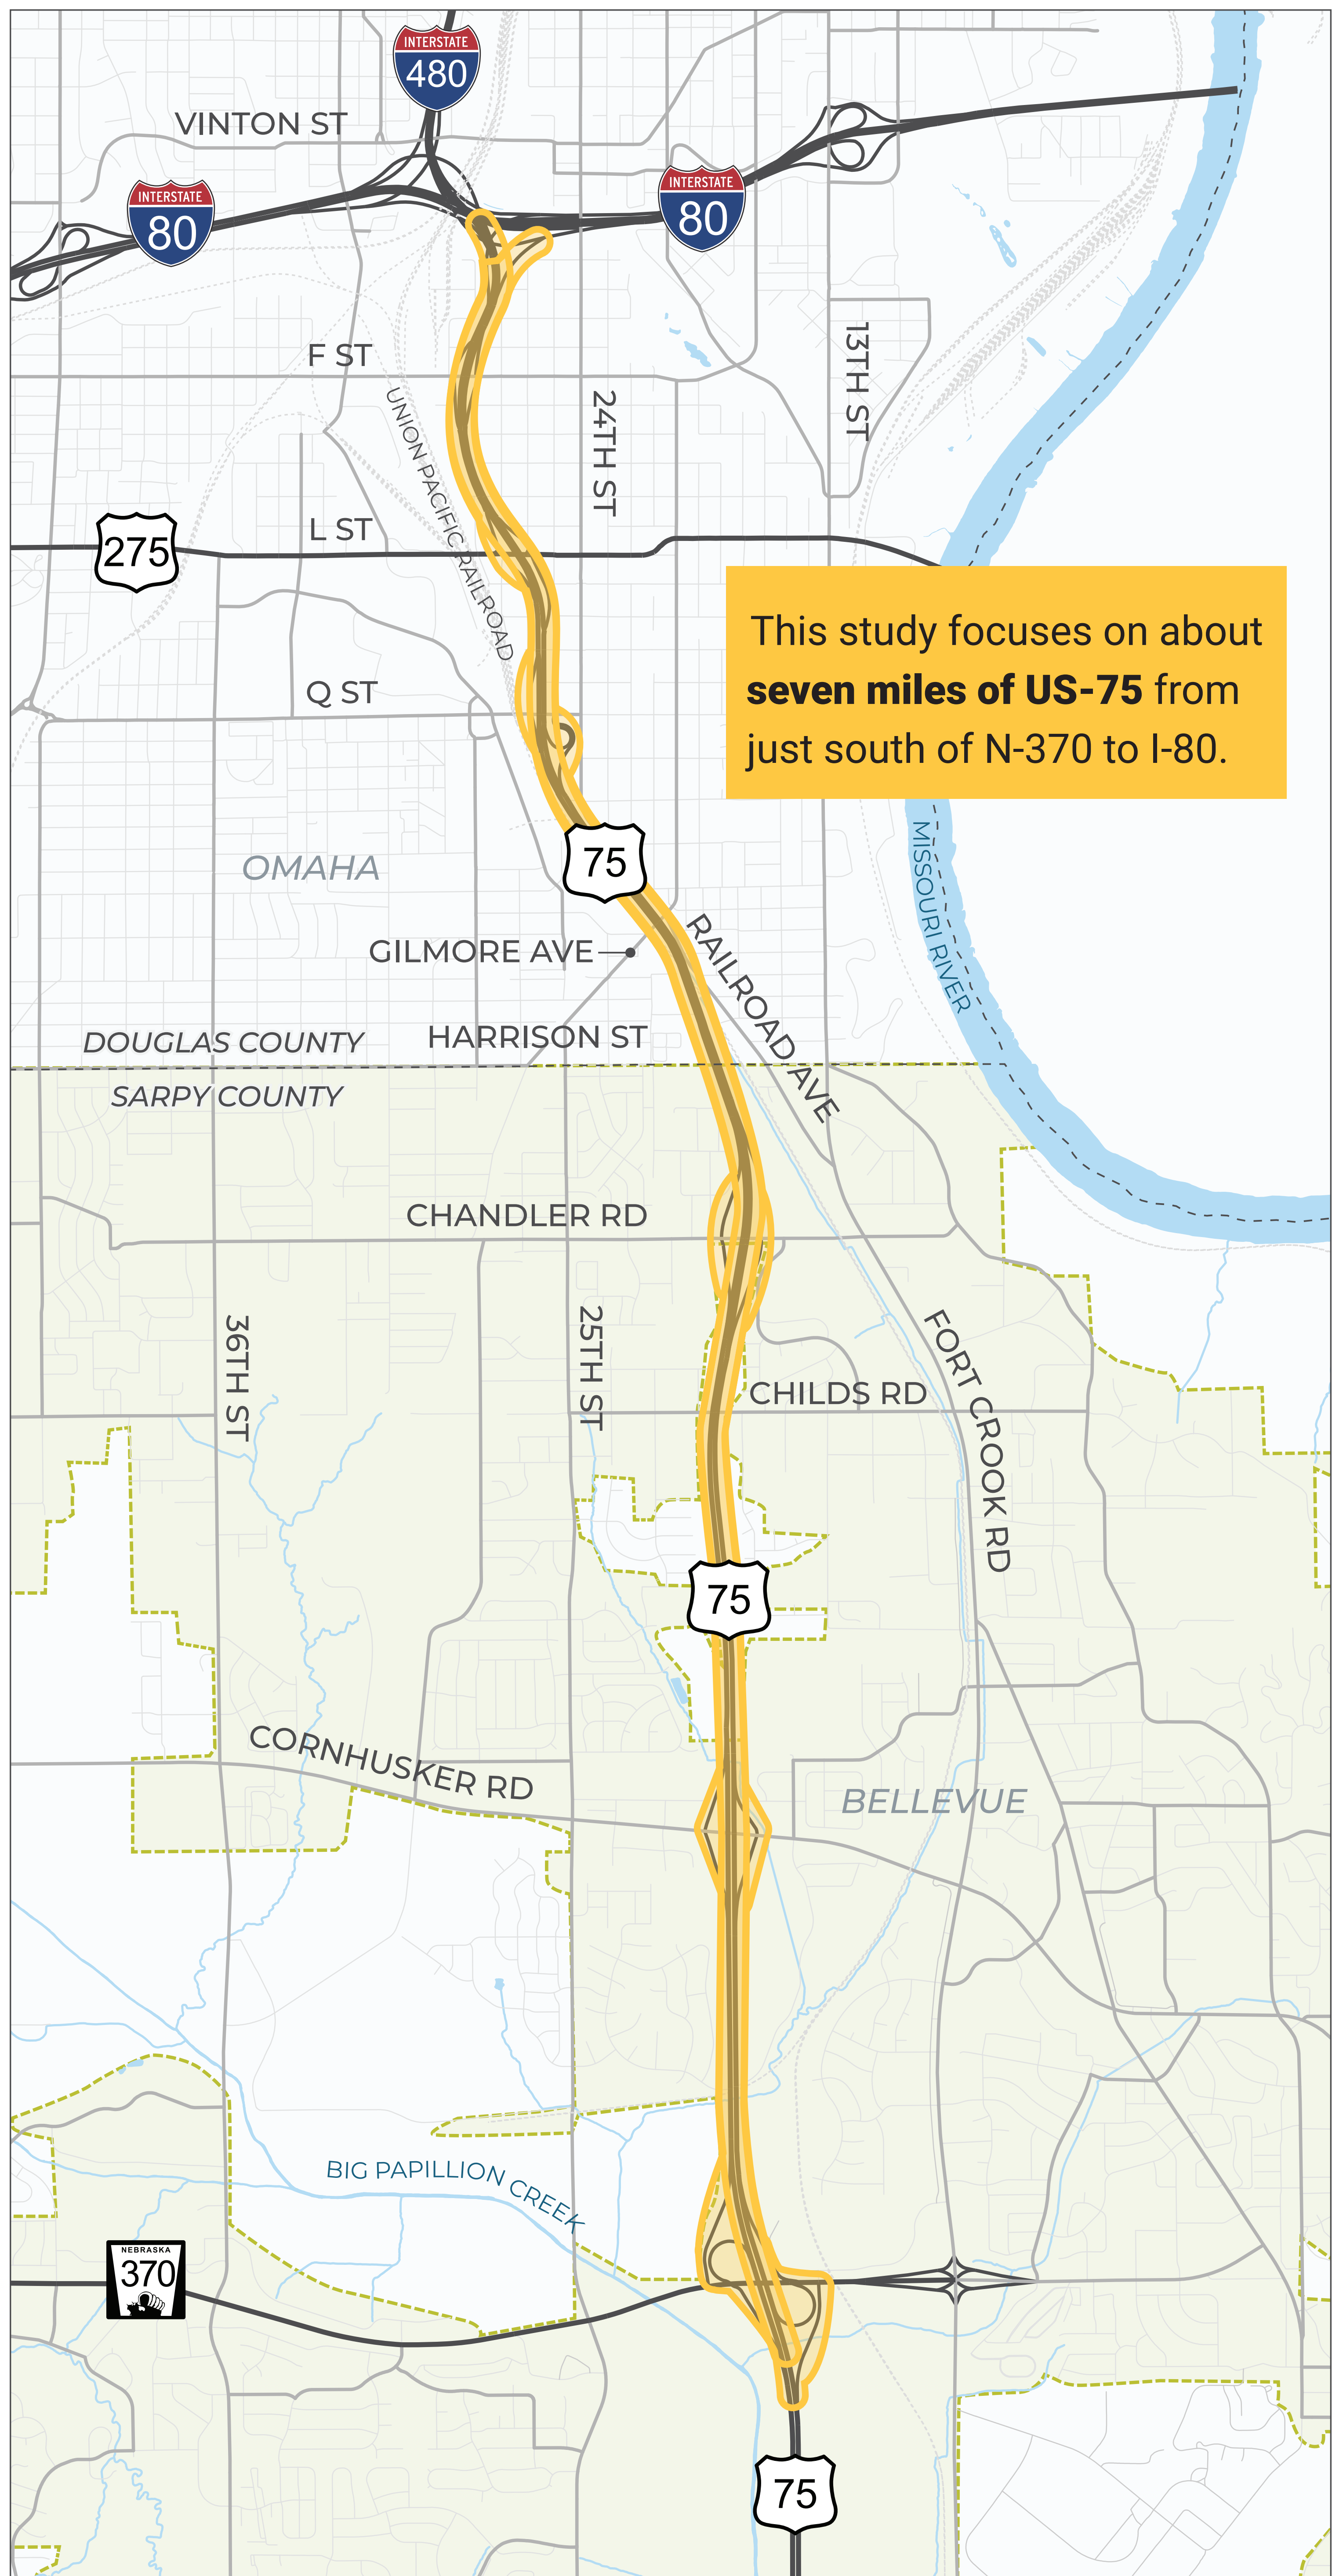 INTERSTATE
480
VINTON ST
INTERSTATE
80
INTERSTATE
80
F ST
13TH ST
24TH ST
UNION PACIFIC RAILROAD
L ST
275
This study focuses on about
seven miles of US-75 from
just south of N-370 to I-80.
Q ST
75
OMAHA
MISSOURI RIVER
GILMORE AVE
RAILROAD AVE
HARRISON ST
DOUGLAS COUNTY
SARPY COUNTY
CHANDLER RD
36TH ST
25TH ST
FORT CROOK RD
CHILDS RD
75
CORNHUSKER RD
BELLEVUE
BIG PAPILLION CREEK
NEBRASKA
370
75